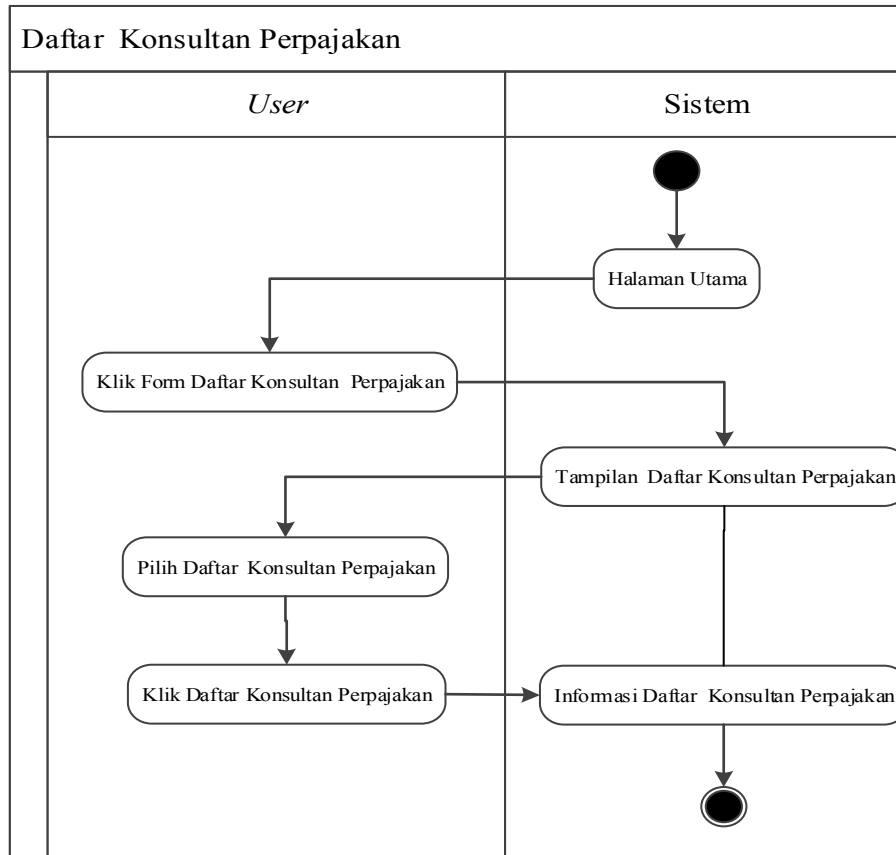 Daftar Konsultan Perpajakan
User
Sistem
Halaman Utama
Klik Form Daftar Konsultan Perpajakan
Tampilan Daftar Konsultan Perpajakan
Pilih Daftar Konsultan Perpajakan
Klik Daftar Konsultan Perpajakan
Informasi Daftar Konsultan Perpajakan